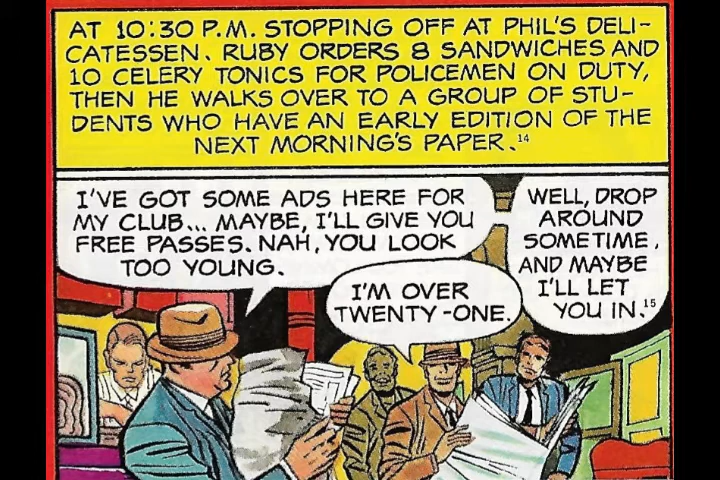 AT 10:30 P.M. STOPPING OFF AT PHIL'S DELI-
CATESSEN, RUBY ORDERS 8 SANDWICHES AND
10 CELERY TONICS FOR POLICEMEN ON DUTY,
THEN HE WALKS OVER TO A GROUP OF STU-
DENTS WHO HAVE AN EARLY EDITION OF THE
NEXT MORNING'S PAPER.14
I'VE GOT SOME ADS HERE FOR
MY CLUB... MAYBE, I'LL GIVE YOU
FREE PASSES. NAH, YOU LOOK
TOO YOUNG.
I'M OVER
TWENTY-ONE.
WELL, DROP
AROUND
SOMETIME,
AND MAYBE
I'LL LET
YOU IN.15